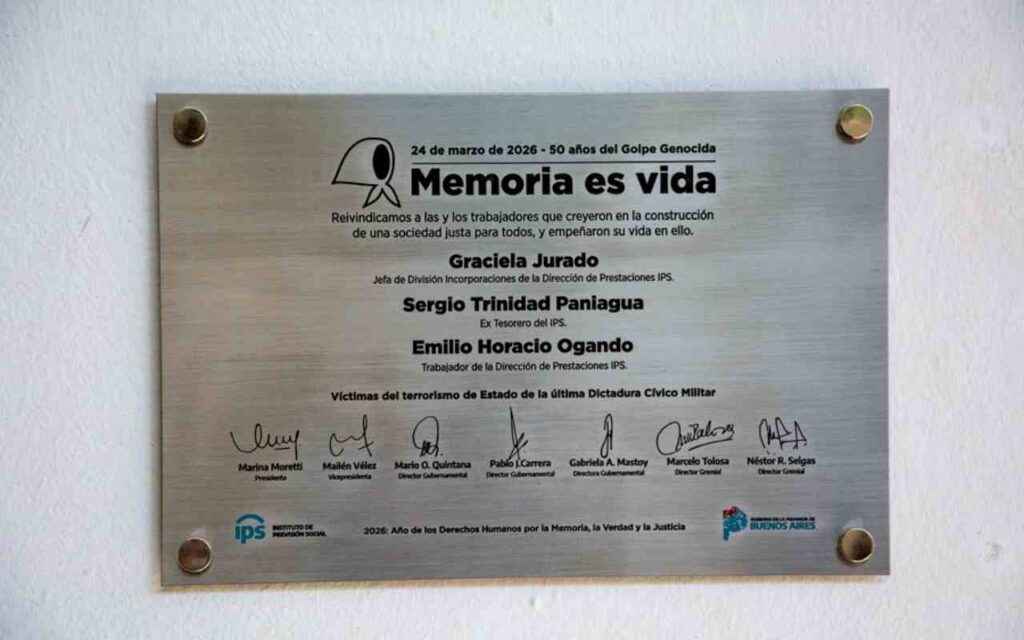 24 de marzo de 2026 - 50 años del Golpe Genocida
Memoria es vida
Reivindicamos a las y los trabajadores que creyeron en la construcción
de una sociedad justa para todos, y empeñaron su vida en ello.
Graciela Jurado
Jefa de División Incorporaciones de la Dirección de Prestaciones IPS.
Sergio Trinidad Paniagua
Ex Tesorero del IPS.
Emilio Horacio Ogando
Trabajador de la Dirección de Prestaciones IPS.
Víctimas del terrorismo de Estado de la última Dictadura Cívico Militar
Marina Moretti Mailén Vélez Mario O. Quintana Pablo J.Carrera Gabriela A. Mastoy Marcelo Tolosa Néstor R. Selgas
Presidenta Vicepresidenta Director Gubernamental Director Gubernamental Directora Gubernamental Director Gremial Director Gremial
ips INSTITUTO DE
PREVISIÓN SOCIAL
2026: Año de los Derechos Humanos por la Memoria, la Verdad y la Justicia
GOBIERNO DE LA PROVINCIA DE
BUENOS AIRES